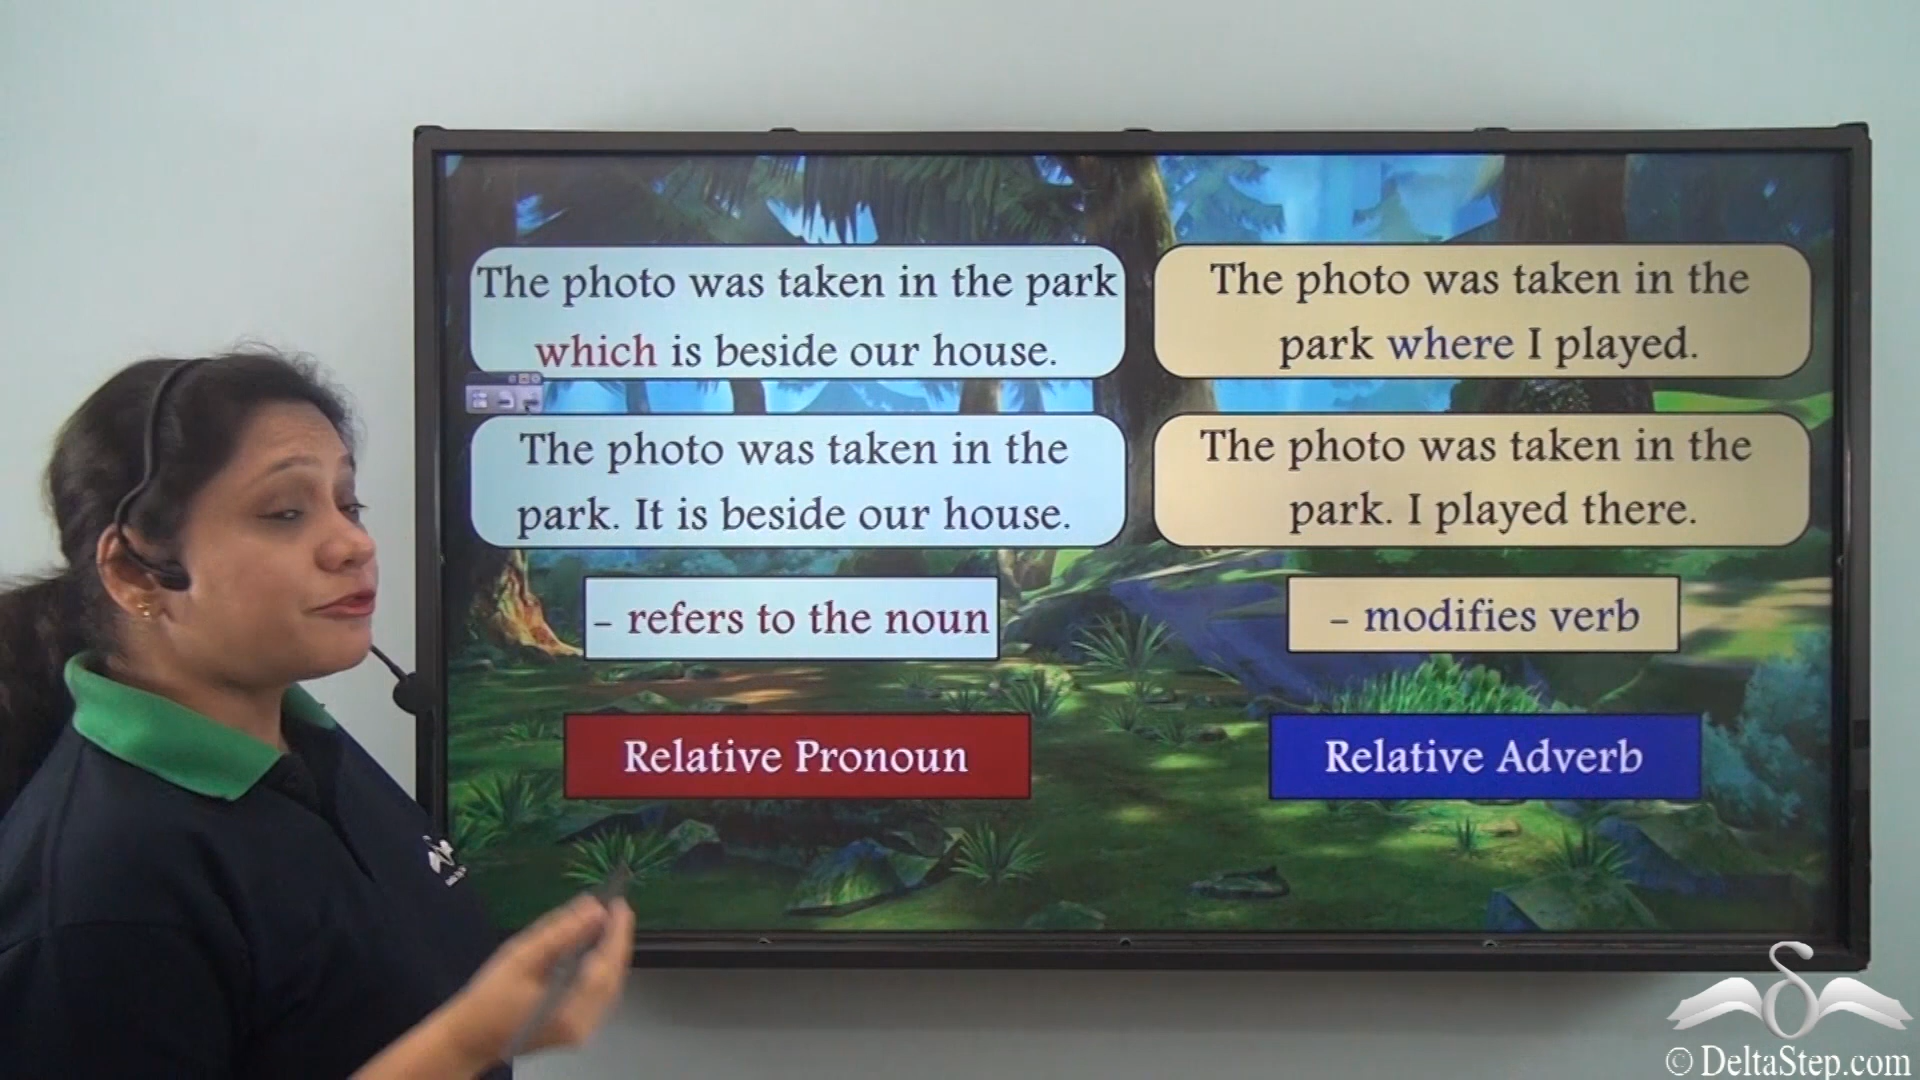 The photo was taken in the park
which is beside our house.
The photo was taken in the
park where I played.
The photo was taken in the
park. It is beside our house.
The photo was taken in the
park. I played there.
– refers to the noun
– modifies verb
Relative Pronoun
Relative Adverb
© DeltaStep.com